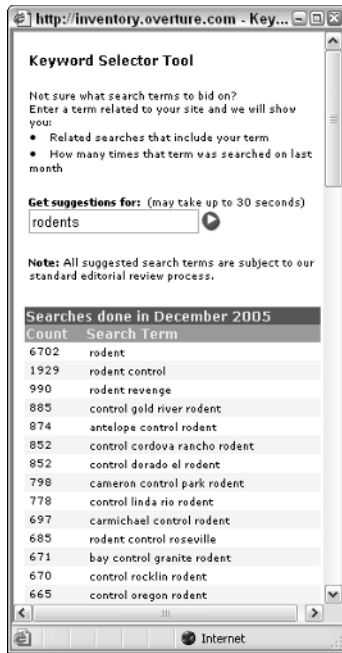 http://inventory.overture.com - Key...
Keyword Selector Tool
Not sure what search terms to bid on?
Enter a term related to your site and we will show
you:
• Related searches that include your term
• How many times that term was searched on last
month
Get suggestions for: (may take up to 30 seconds)
rodents
Note: All suggested search terms are subject to our
standard editorial review process.
Searches done in December 2005
Count Search Term
6702 rodent
1929 rodent control
990 rodent revenge
885 control gold river rodent
874 antelope control rodent
852 control cordova rancho rodent
852 control dorado el rodent
798 cameron control park rodent
778 control linda rio rodent
697 carmichael control rodent
685 rodent control roseville
671 bay control granite rodent
670 control rocklin rodent
665 control oregon rodent
Internet